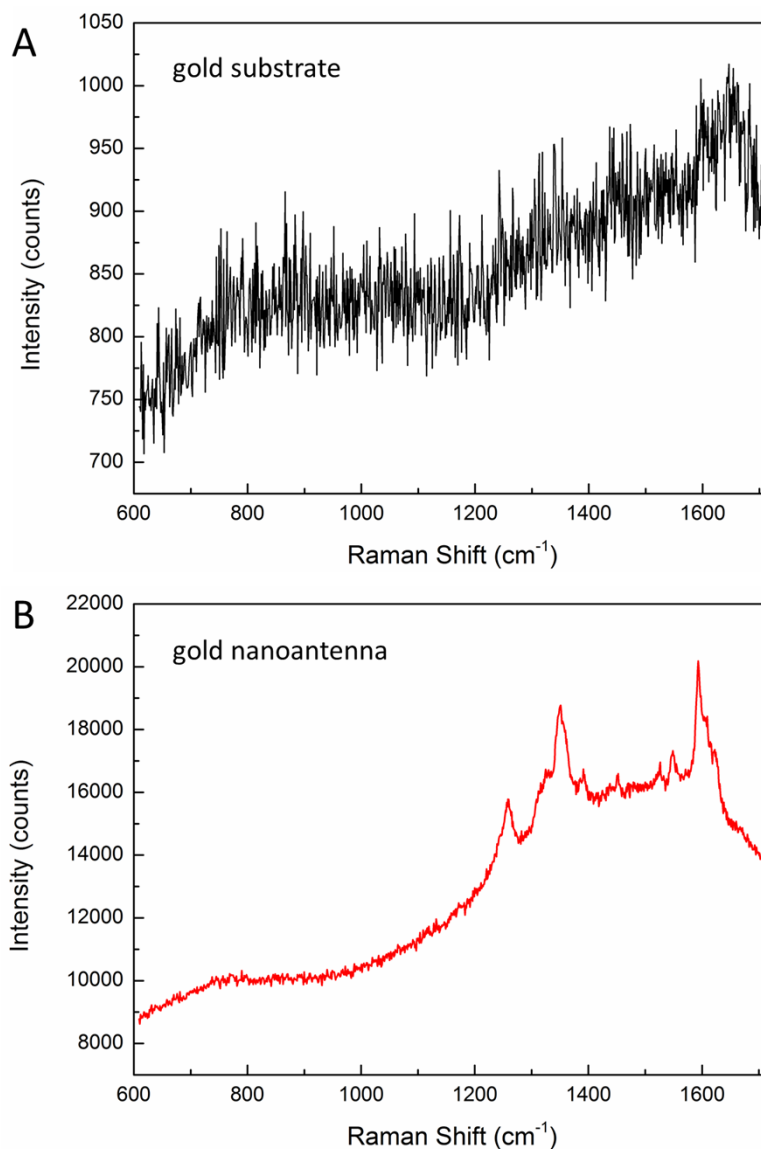 A
gold substrate
1050
1000
950
900
850
800
750
700
Intensity (counts)
600 800 1000 1200 1400 1600
Raman Shift (cm⁻¹)
B
gold nanoantenna
22000
20000
18000
16000
14000
12000
10000
8000
Intensity (counts)
600 800 1000 1200 1400 1600
Raman Shift (cm⁻¹)